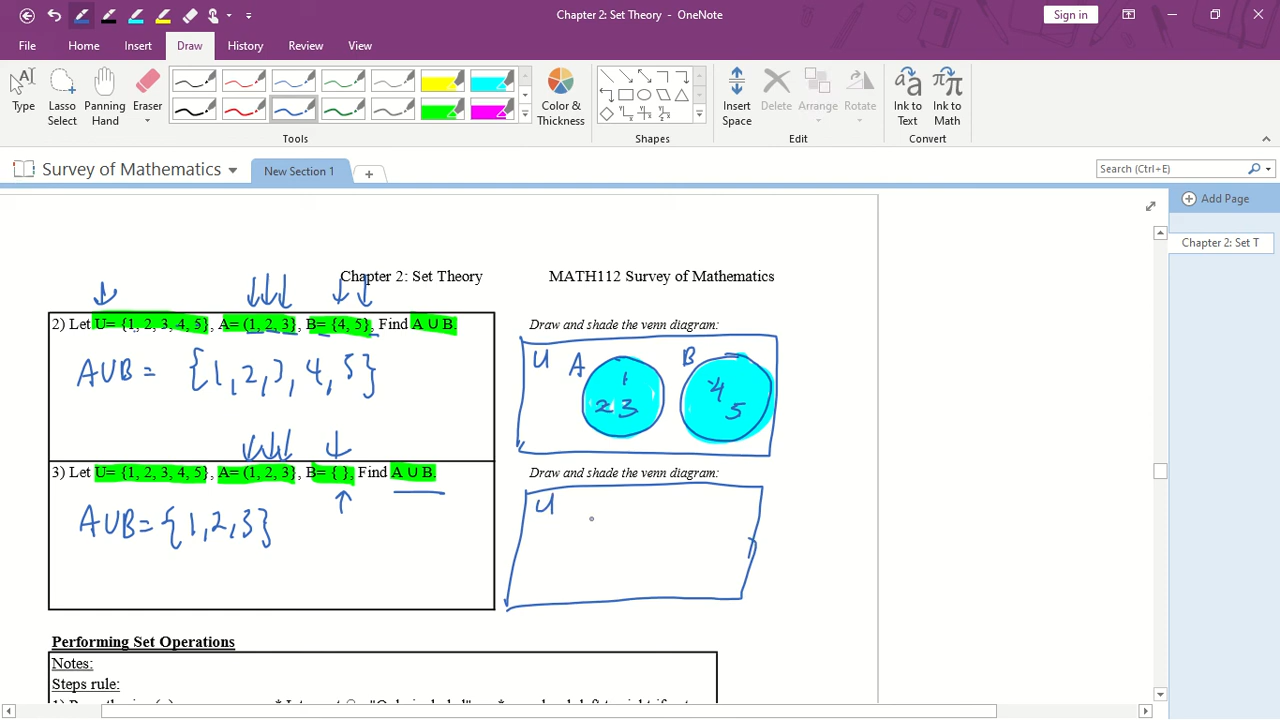 Chapter 2: Set Theory - OneNote
Sign in
File Home Insert Draw History Review View
Type
Lasso Select
Panning Hand
Eraser
Color & Thickness
Insert Space
Delete
Arrange
Rotate
Ink to Text
Ink to Math
Tools
Shapes
Edit
Convert
Survey of Mathematics
New Section 1
Search (Ctrl+E)
Add Page
Chapter 2: Set T
Chapter 2: Set Theory MATH112 Survey of Mathematics
2) Let U= {1, 2, 3, 4, 5}, A= (1, 2, 3}, B= {4, 5}, Find A ∪ B.
A∪B = {1, 2, 3, 4, 5}
Draw and shade the venn diagram:
U A B
1
2 3
4
5
3) Let U= {1, 2, 3, 4, 5}, A= (1, 2, 3}, B= { }, Find A ∪ B.
A∪B = {1, 2, 3}
Draw and shade the venn diagram:
U
Performing Set Operations
Notes:
Steps rule: